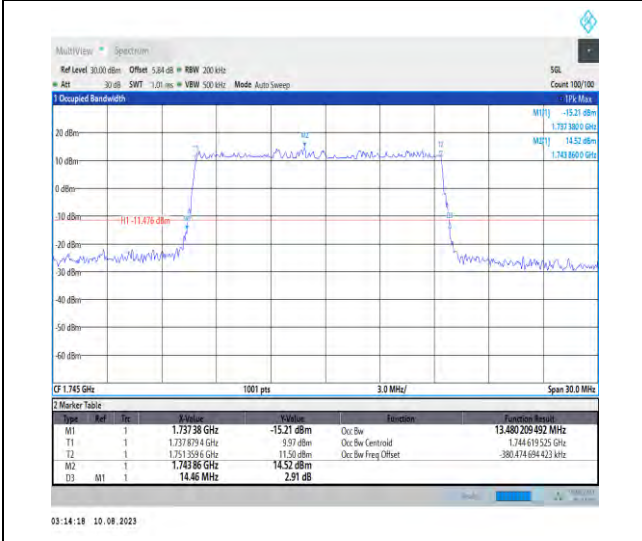 MultiView Spectrum
Ref Level 30.00 dBm Offset 5.84 dB RBW 200 kHz SGL
Att 30 dB SWT 1.01 ms VBW 500 kHz Mode Auto Sweep Count 100/100
1 Occupied Bandwidth 1Pk Max
M1[1] -15.21 dBm
1.737 380 0 GHz
M2[1] 14.52 dBm
1.743 860 0 GHz
20 dBm
M2
T2
10 dBm
0 dBm
-10 dBm
H1 -11.476 dBm
-20 dBm
-30 dBm
-40 dBm
-50 dBm
-60 dBm
CF 1.745 GHz 1001 pts 3.0 MHz/ Span 30.0 MHz
2 Marker Table
Type Ref Trc X-Value Y-Value Function Function Result
M1 1 1.737 38 GHz -15.21 dBm Occ Bw 13.480 209 492 MHz
T1 1 1.737 879 4 GHz 9.97 dBm Occ Bw Centroid 1.744 619 525 GHz
T2 1 1.751 359 6 GHz 11.50 dBm Occ Bw Freq Offset -380.474 694 423 kHz
M2 1 1.743 86 GHz 14.52 dBm
D3 M1 1 14.46 MHz 2.91 dB
03:14:18 10.08.2023